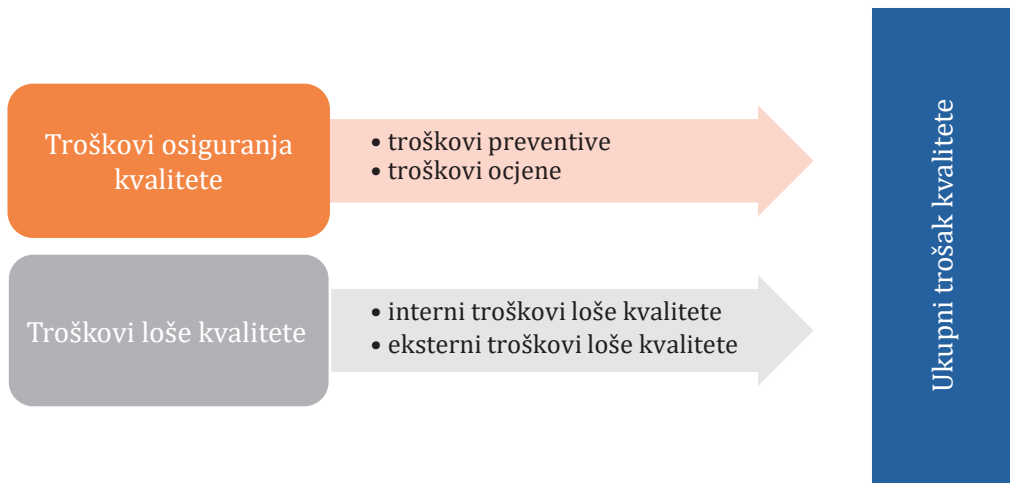 Troškovi osiguranja
kvalitete
• troškovi preventive
• troškovi ocjene
Troškovi loše kvalitete
• interni troškovi loše kvalitete
• eksterni troškovi loše kvalitete
Ukupni trošak kvalitete